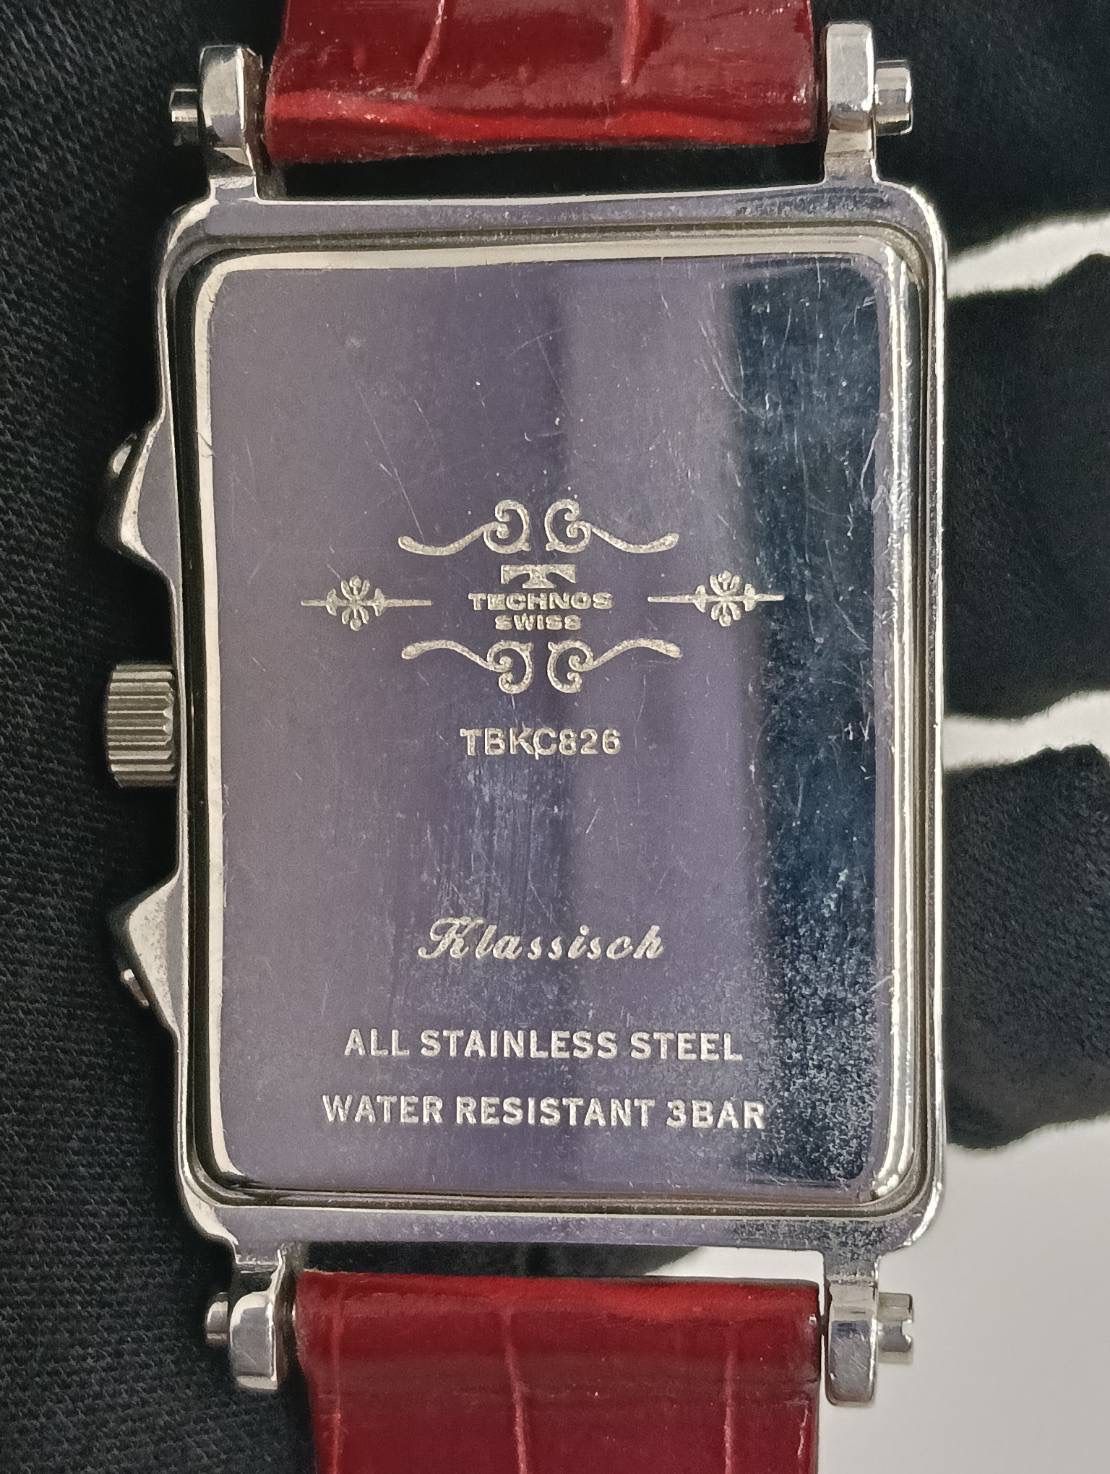 TECHNOS
SWISS
TBKC826
Klassisch
ALL STAINLESS STEEL
WATER RESISTANT 3BAR